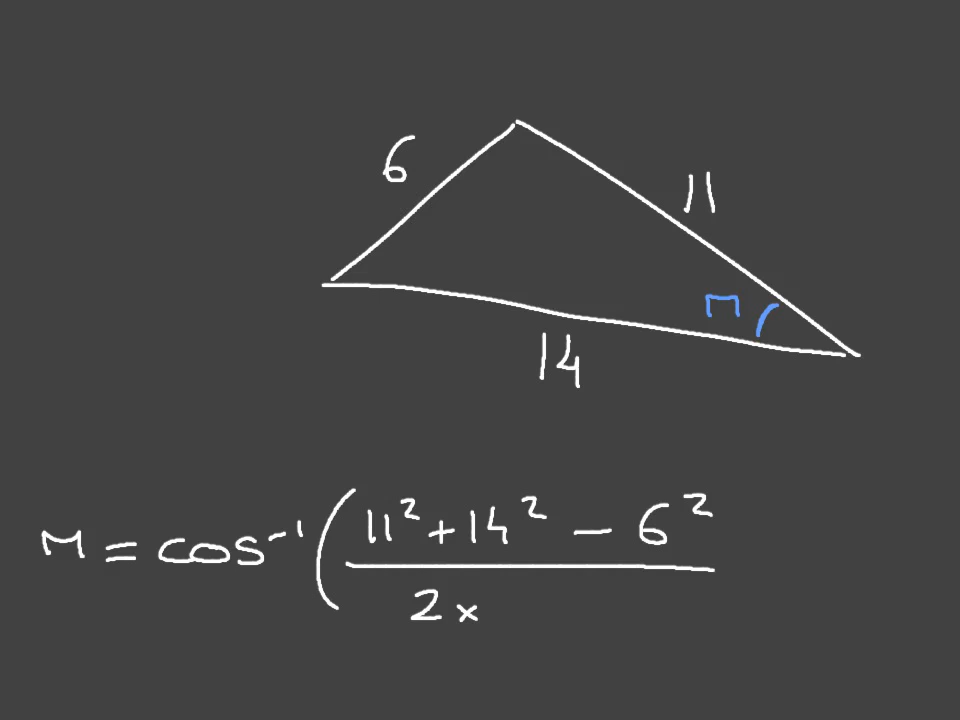 6
11
M
14
M = cos⁻¹ ( 11² + 14² – 6² / 2 ×